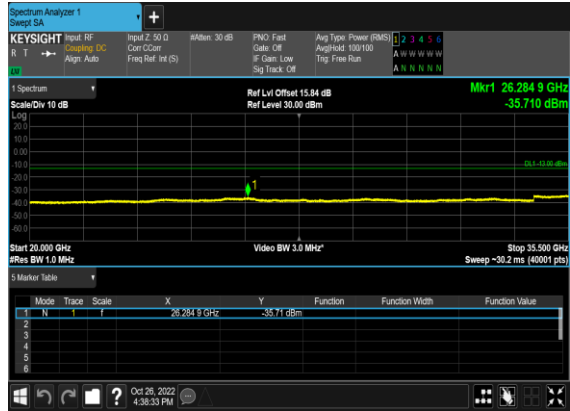 Spectrum Analyzer 1
Swept SA
+
KEYSIGHT Input: RF Input Z: 50 Ω #Atten: 30 dB PNO: Fast Avg Type: Power (RMS) 1 2 3 4 5 6
R T Coupling: DC Corr CCorr Gate: Off Avg|Hold: 100/100 A W W W W W
Align: Auto Freq Ref: Int (S) IF Gain: Low Trig: Free Run
Sig Track: Off A N N N N N
1 Spectrum Ref Lvl Offset 15.84 dB Mkr1 26.284 9 GHz
Scale/Div 10 dB Ref Level 30.00 dBm -35.710 dBm
Log
20.0
10.0
0.00
-10.0
DL1 -13.00 dBm
-20.0
-30.0
1
-40.0
-50.0
-60.0
Start 20.000 GHz Video BW 3.0 MHz* Stop 35.500 GHz
#Res BW 1.0 MHz Sweep ~30.2 ms (40001 pts)
5 Marker Table
Mode Trace Scale X Y Function Function Width Function Value
1 N 1 f 26.284 9 GHz -35.71 dBm
2
3
4
5
6
? Oct 26, 2022
4:38:33 PM